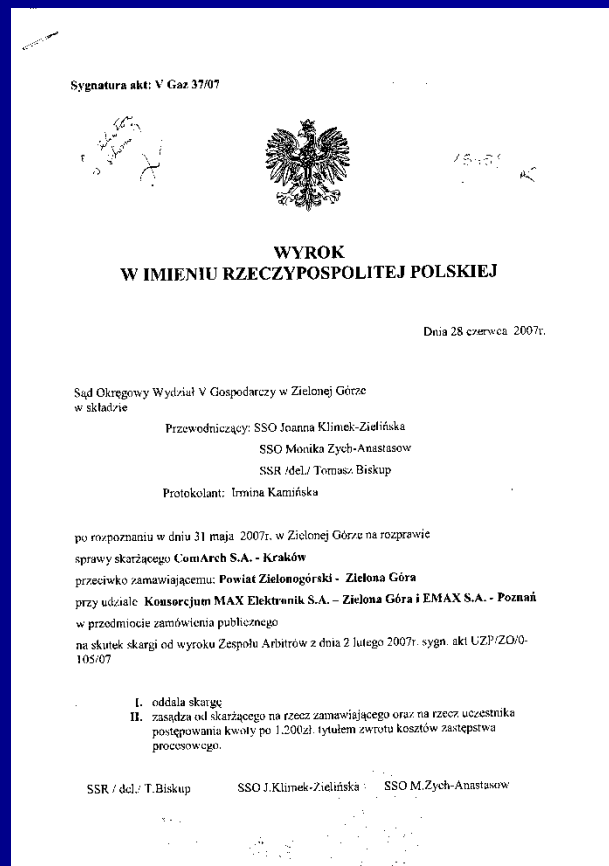 Sygnatura akt: V Gaz 37/07
WYROK
W IMIENIU RZECZYPOSPOLITEJ POLSKIEJ
Dnia 28 czerwca 2007r.
Sąd Okręgowy Wydział V Gospodarczy w Zielonej Górze
w składzie
Przewodniczący: SSO Joanna Klimek-Zielińska
SSO Monika Zych-Anastasow
SSR /del./ Tomasz Biskup
Protokolant: Irmina Kamińska
po rozpoznaniu w dniu 31 maja 2007r. w Zielonej Górze na rozprawie
sprawy skarżącego ComArch S.A. - Kraków
przeciwko zamawiającemu: Powiat Zielonogórski - Zielona Góra
przy udziale Konsorcjum MAX Elektronik S.A. – Zielona Góra i EMAX S.A. - Poznań
w przedmiocie zamówienia publicznego
na skutek skargi od wyroku Zespołu Arbitrów z dnia 2 lutego 2007r. sygn. akt UZP/ZO/0-
105/07
I. oddala skargę
II. zasądza od skarżącego na rzecz zamawiającego oraz na rzecz uczestnika
postępowania kwoty po 1.200zł. tytułem zwrotu kosztów zastępstwa
procesowego.
SSR / del./ T.Biskup SSO J.Klimek-Zielińska SSO M.Zych-Anastasow